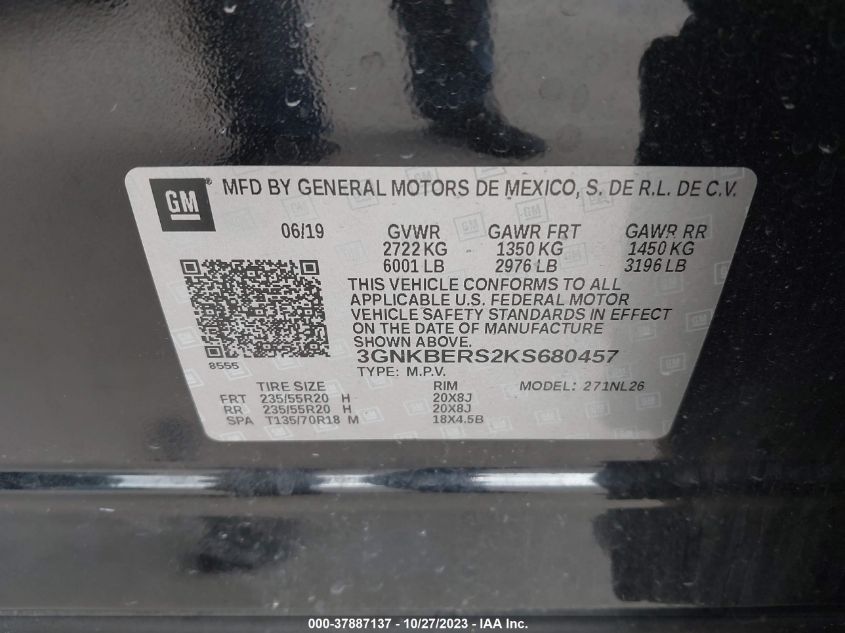 GM® MFD BY GENERAL MOTORS DE MEXICO, S. DE R.L. DE C.V.
06/19 GVWR GAWR FRT GAWR RR
2722 KG 1350 KG 1450 KG
6001 LB 2976 LB 3196 LB
THIS VEHICLE CONFORMS TO ALL
APPLICABLE U.S. FEDERAL MOTOR
VEHICLE SAFETY STANDARDS IN EFFECT
ON THE DATE OF MANUFACTURE
SHOWN ABOVE.
8555 3GNKBERS2KS680457
TYPE: M.P.V.
TIRE SIZE RIM MODEL: 271NL26
FRT 235/55R20 H 20X8J
RR 235/55R20 H 20X8J
SPA T135/70R18 M 18X4.5B
000-37887137 - 10/27/2023 - IAA Inc.